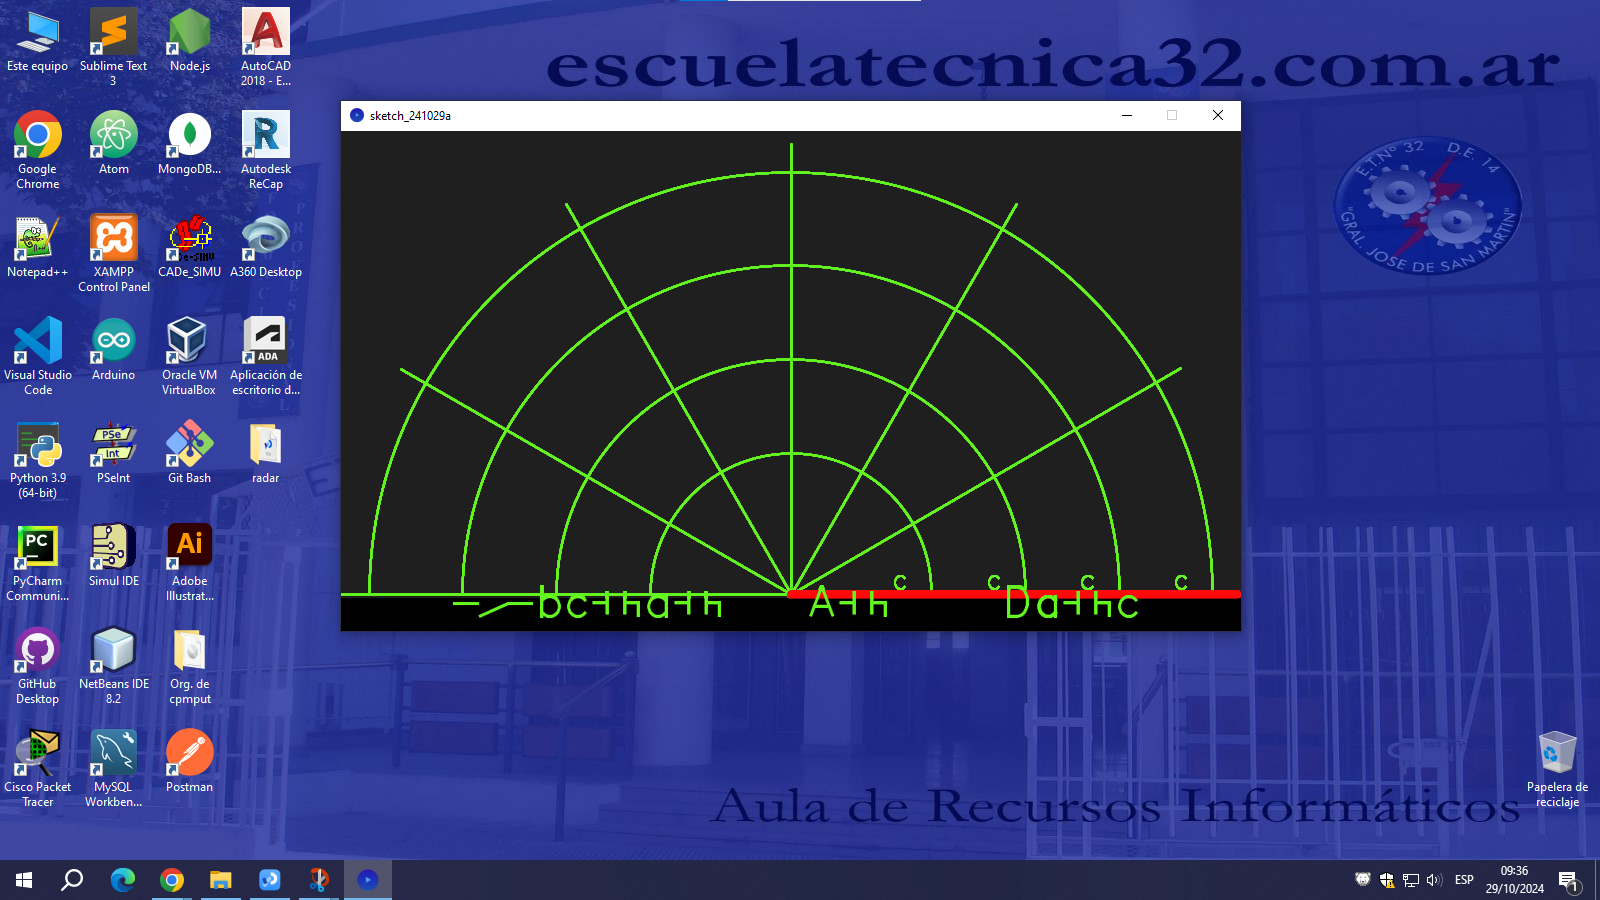 escuelatecnica32.com.ar
E.T.Nº 32 D.E. 14
"GRAL. JOSE DE SAN MARTIN"
Este equipo
Sublime Text 3
Node.js
AutoCAD 2018 - E...
Google Chrome
Atom
MongoDB...
Autodesk ReCap
Notepad++
XAMPP Control Panel
CADe_SIMU
A360 Desktop
Visual Studio Code
Arduino
Oracle VM VirtualBox
Aplicación de escritorio d...
Python 3.9 (64-bit)
PSeInt
Git Bash
radar
PyCharm Communi...
Simul IDE
Adobe Illustrat...
GitHub Desktop
NetBeans IDE 8.2
Org. de cpmput
Cisco Packet Tracer
MySQL Workben...
Postman
sketch_241029a
c c c c
A
Da
Papelera de reciclaje
Aula de Recursos Informáticos
ESP
09:36
29/10/2024
1